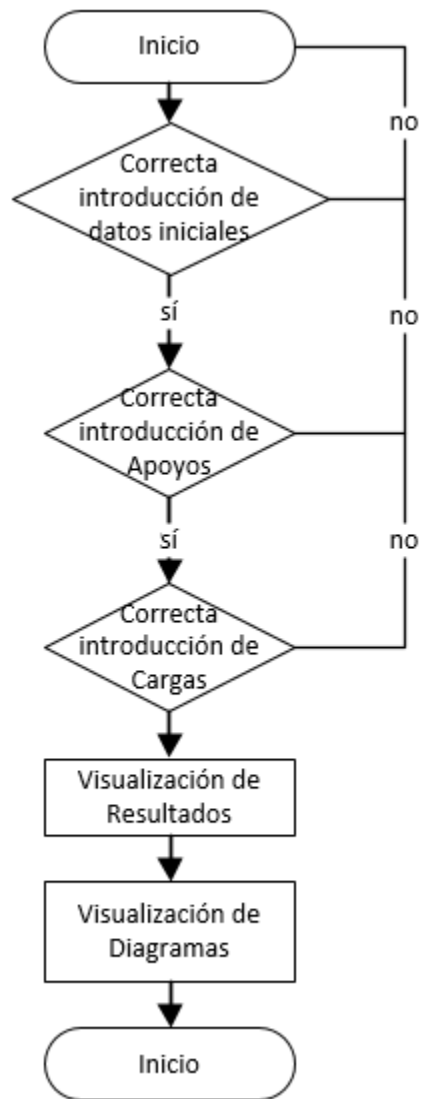 Inicio
no
Correcta
introducción de
datos iniciales
sí
no
Correcta
introducción de
Apoyos
sí
no
Correcta
introducción de
Cargas
Visualización de
Resultados
Visualización de
Diagramas
Inicio